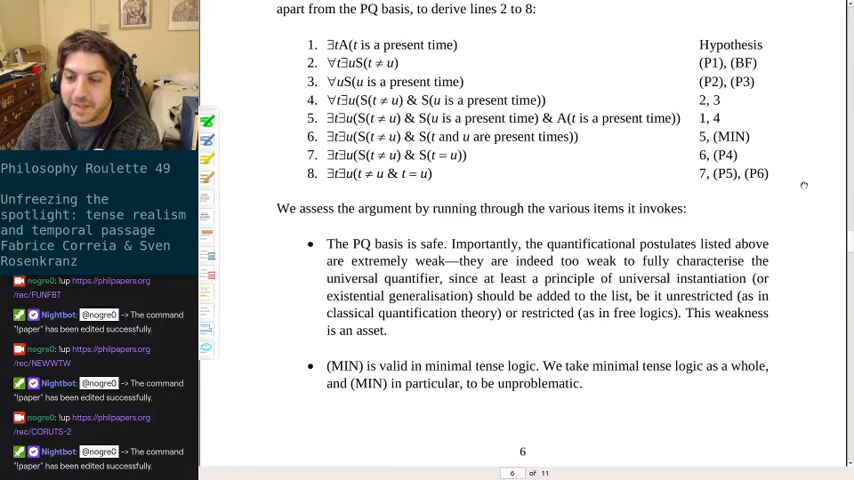 apart from the PQ basis, to derive lines 2 to 8:
1. ∃tA(t is a present time) Hypothesis
2. ∀t∃uS(t ≠ u) (P1), (BF)
3. ∀uS(u is a present time) (P2), (P3)
4. ∀t∃u(S(t ≠ u) & S(u is a present time)) 2, 3
5. ∃t∃u(S(t ≠ u) & S(u is a present time) & A(t is a present time)) 1, 4
6. ∃t∃u(S(t ≠ u) & S(t and u are present times)) 5, (MIN)
7. ∃t∃u(S(t ≠ u) & S(t = u)) 6, (P4)
8. ∃t∃u(t ≠ u & t = u) 7, (P5), (P6)
We assess the argument by running through the various items it invokes:
• The PQ basis is safe. Importantly, the quantificational postulates listed above
are extremely weak—they are indeed too weak to fully characterise the
universal quantifier, since at least a principle of universal instantiation (or
existential generalisation) should be added to the list, be it unrestricted (as in
classical quantification theory) or restricted (as in free logics). This weakness
is an asset.
• (MIN) is valid in minimal tense logic. We take minimal tense logic as a whole,
and (MIN) in particular, to be unproblematic.
6
6 of 11
Philosophy Roulette 49
Unfreezing the
spotlight: tense realism
and temporal passage
Fabrice Correia & Sven
Rosenkranz
nogre0: !up https://philpapers.org
/rec/FUNFBT
Nightbot: @nogre0 -> The command
"!paper" has been edited successfully.
nogre0: !up https://philpapers.org
/rec/NEWWTW
Nightbot: @nogre0 -> The command
"!paper" has been edited successfully.
nogre0: !up https://philpapers.org
/rec/CORUTS-2
Nightbot: @nogre0 -> The command
"!paper" has been edited successfully.